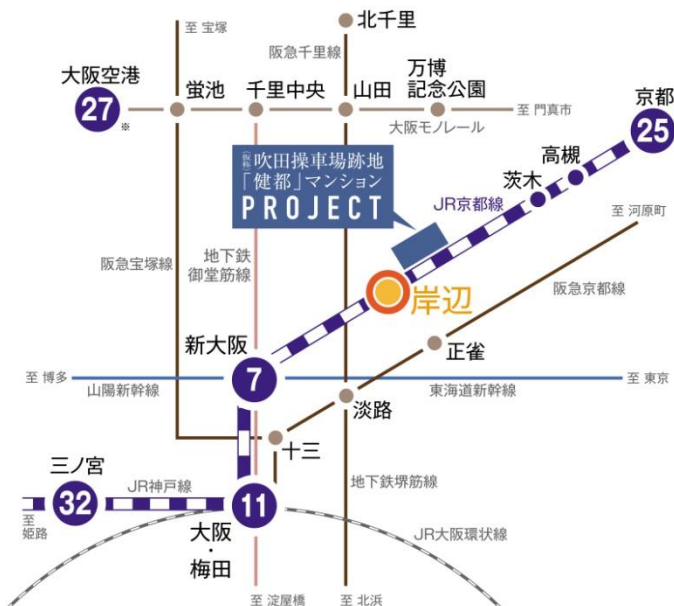 至 宝塚
北千里
阪急千里線
大阪空港
27
※
蛍池
千里中央
山田
万博
記念公園
至 門真市
大阪モノレール
京都
25
高槻
茨木
(仮称)吹田操車場跡地
「健都」マンション
PROJECT
JR京都線
至 河原町
阪急宝塚線
地下鉄
御堂筋線
岸辺
阪急京都線
新大阪
7
正雀
至 博多
山陽新幹線
東海道新幹線
至 東京
淡路
十三
三ノ宮
32
JR神戸線
11
地下鉄堺筋線
至
姫路
大阪
・
梅田
JR大阪環状線
至 淀屋橋
至 北浜